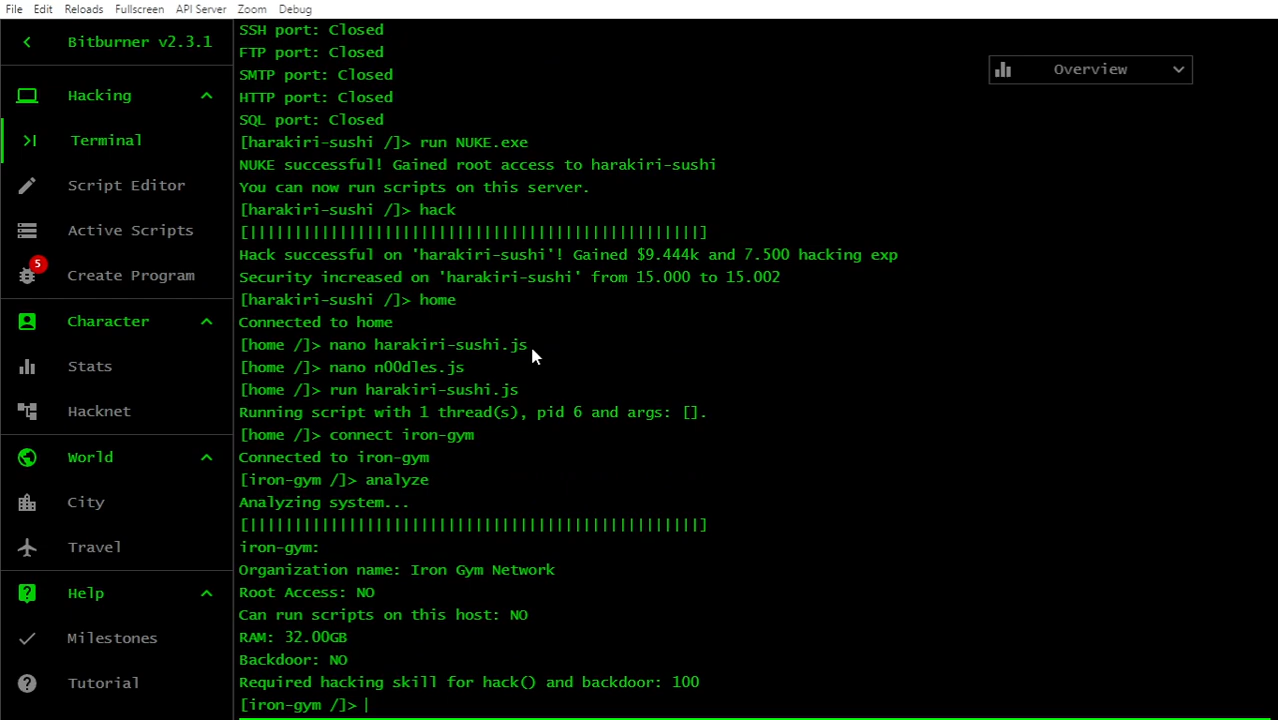 File Edit Reloads Fullscreen API Server Zoom Debug
Bitburner v2.3.1
Hacking
Terminal
Script Editor
Active Scripts
5
Create Program
Character
Stats
Hacknet
World
City
Travel
Help
Milestones
Tutorial
Overview
SSH port: Closed
FTP port: Closed
SMTP port: Closed
HTTP port: Closed
SQL port: Closed
[harakiri-sushi /]> run NUKE.exe
NUKE successful! Gained root access to harakiri-sushi
You can now run scripts on this server.
[harakiri-sushi /]> hack
[||||||||||||||||||||||||||||||||||||||||||||||||||]
Hack successful on 'harakiri-sushi'! Gained $9.444k and 7.500 hacking exp
Security increased on 'harakiri-sushi' from 15.000 to 15.002
[harakiri-sushi /]> home
Connected to home
[home /]> nano harakiri-sushi.js
[home /]> nano n00dles.js
[home /]> run harakiri-sushi.js
Running script with 1 thread(s), pid 6 and args: [].
[home /]> connect iron-gym
Connected to iron-gym
[iron-gym /]> analyze
Analyzing system...
[||||||||||||||||||||||||||||||||||||||||||||||||||]
iron-gym:
Organization name: Iron Gym Network
Root Access: NO
Can run scripts on this host: NO
RAM: 32.00GB
Backdoor: NO
Required hacking skill for hack() and backdoor: 100
[iron-gym /]>